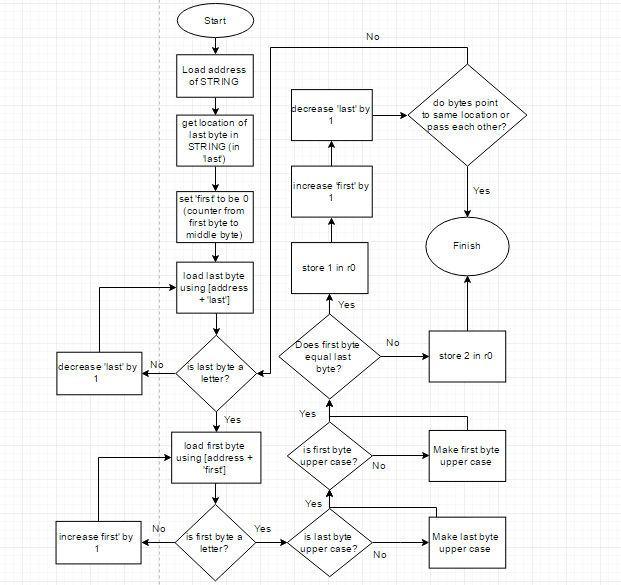 Start
Load address
of STRING
get location of
last byte in
STRING (in
'last')
set 'first' to be 0
(counter from
first byte to
middle byte)
load last byte
using [address
+ 'last']
is last byte a
letter?
No
decrease 'last' by
1
Yes
load first byte
using [address +
'first']
is first byte a
letter?
No
increase first' by
1
Yes
is last byte
upper case?
No
Make last byte
upper case
Yes
is first byte
upper case?
No
Make first byte
upper case
Yes
Does first byte
equal last
byte?
No
store 2 in r0
Yes
store 1 in r0
increase 'first' by
1
decrease 'last' by
1
do bytes point
to same location or
pass each other?
No
Yes
Finish